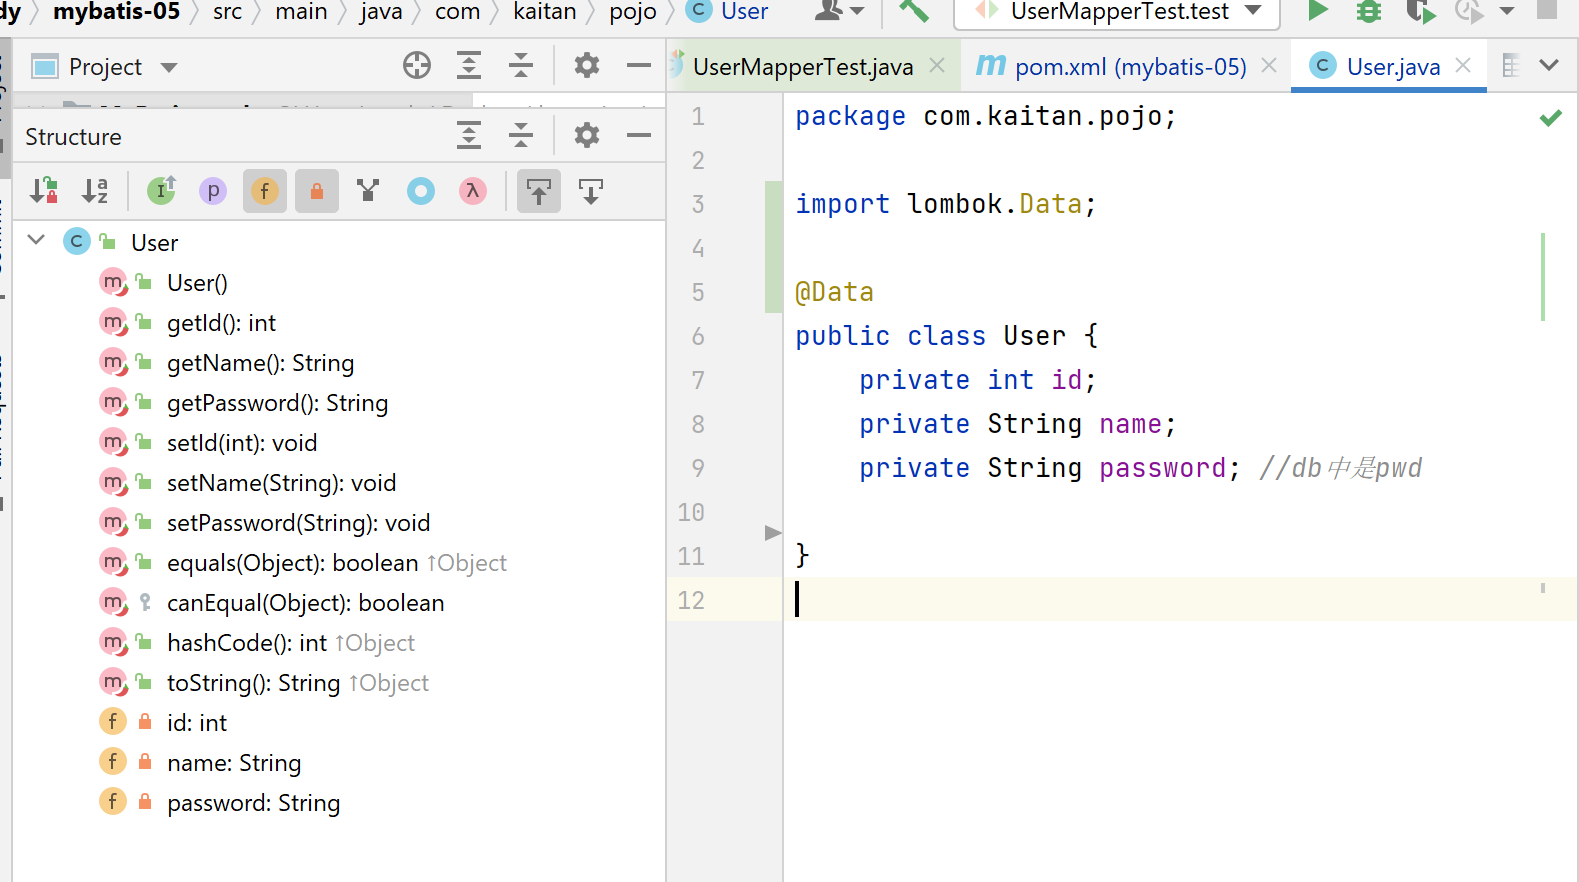 dy mybatis-05 src main java com kaitan pojo C User UserMapperTest.test
Project
UserMapperTest.java
m pom.xml (mybatis-05)
C User.java
Structure
User
User()
getId(): int
getName(): String
getPassword(): String
setId(int): void
setName(String): void
setPassword(String): void
equals(Object): boolean ↑Object
canEqual(Object): boolean
hashCode(): int ↑Object
toString(): String ↑Object
id: int
name: String
password: String
1 package com.kaitan.pojo;
2
3 import lombok.Data;
4
5 @Data
6 public class User {
7 private int id;
8 private String name;
9 private String password; //db中是pwd
10
11 }
12